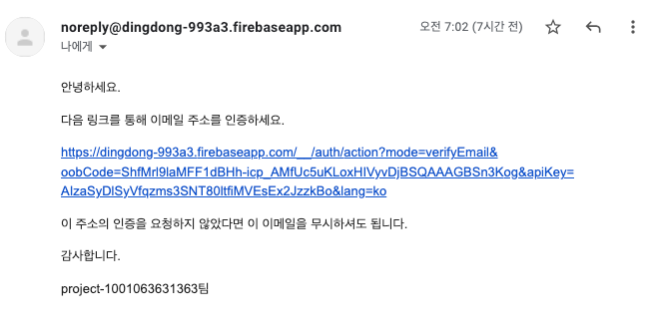 noreply@dingdong-993a3.firebaseapp.com
오전 7:02 (7시간 전)
나에게
안녕하세요.
다음 링크를 통해 이메일 주소를 인증하세요.
https://dingdong-993a3.firebaseapp.com/__/auth/action?mode=verifyEmail&
oobCode=ShfMrl9laMFF1dBHh-icp_AMfUc5uKLoxHIVyvDjBSQAAAGBSn3Kog&apiKey=
AIzaSyDlSyVfqzms3SNT80ltfiMVEsEx2JzzkBo&lang=ko
이 주소의 인증을 요청하지 않았다면 이 이메일을 무시하셔도 됩니다.
감사합니다.
project-1001063631363팀